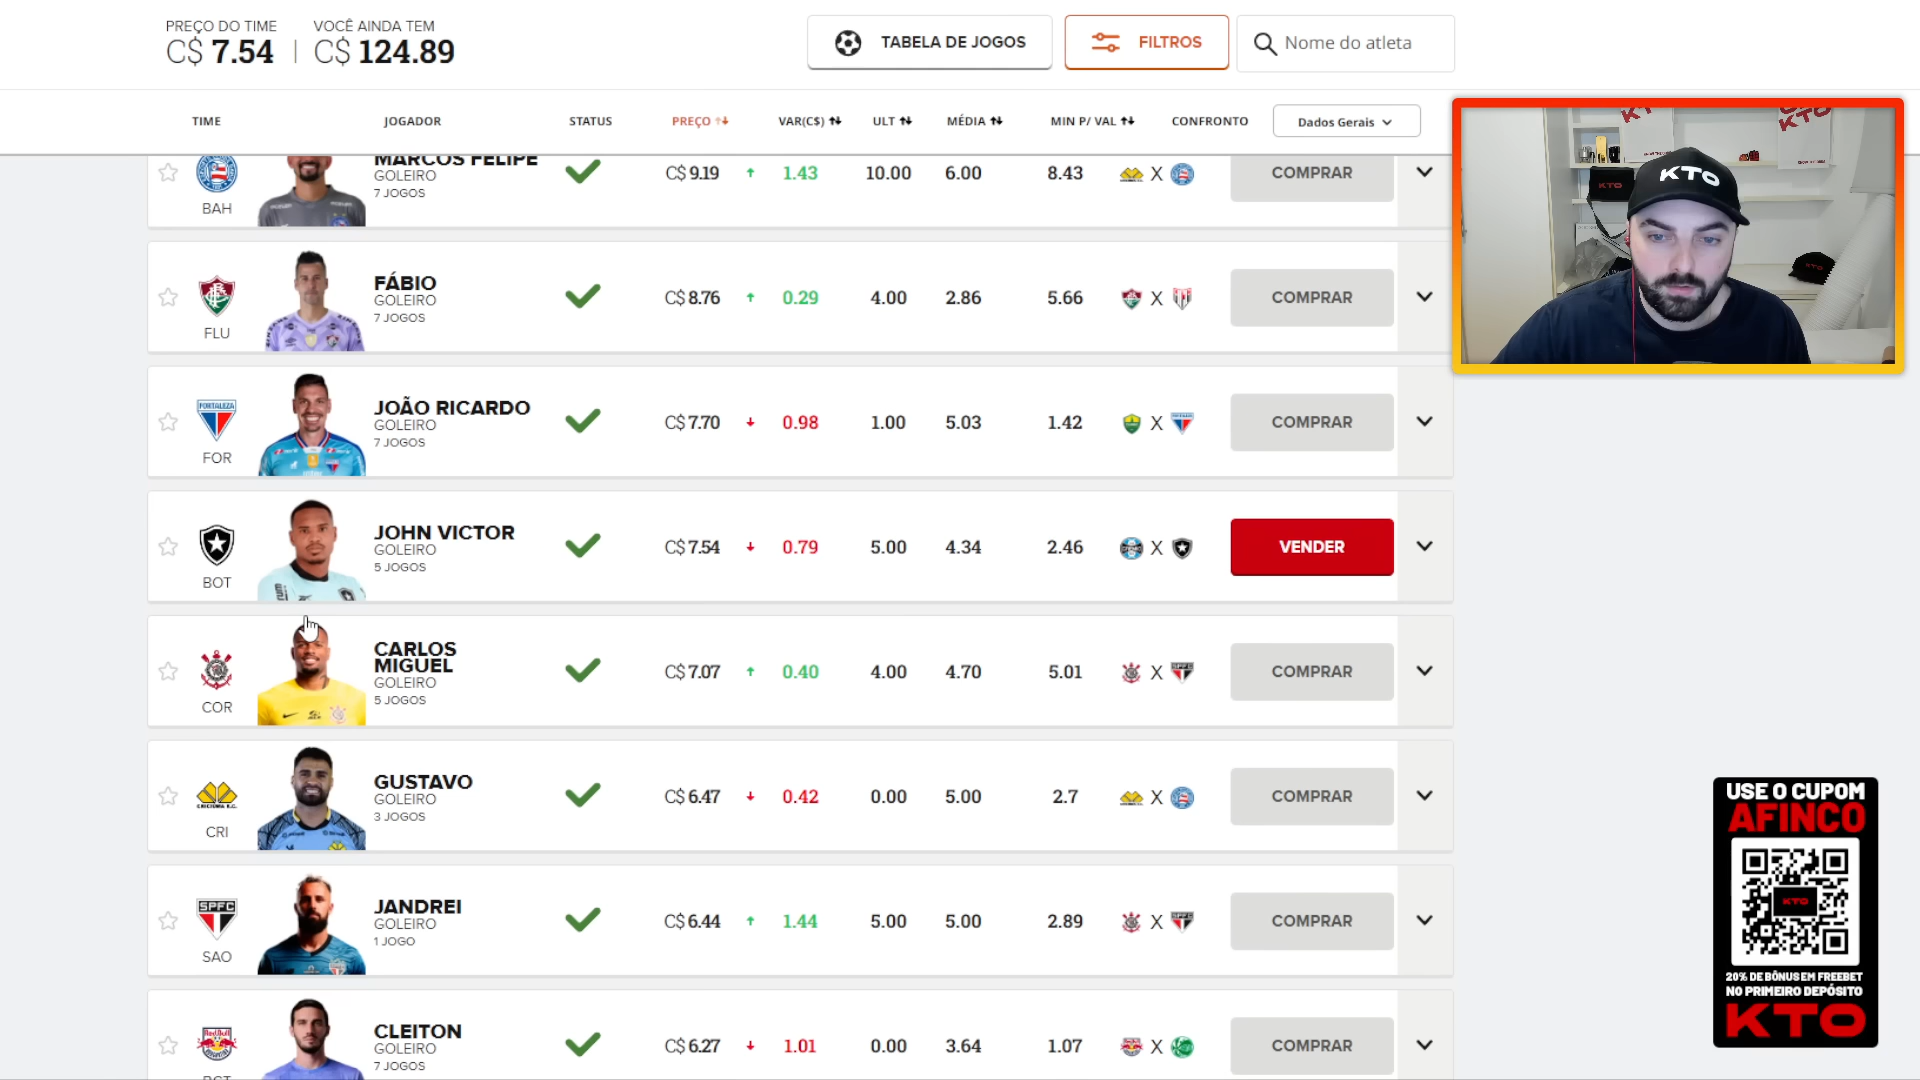 PREÇO DO TIME
C$ 7.54
VOCÊ AINDA TEM
C$ 124.89
TABELA DE JOGOS
FILTROS
Nome do atleta
TIME JOGADOR STATUS PREÇO VAR(C$) ULT MÉDIA MIN P/ VAL CONFRONTO Dados Gerais
MARCOS FELIPE
GOLEIRO
7 JOGOS
BAH
C$ 9.19 1.43 10.00 6.00 8.43 X COMPRAR
FÁBIO
GOLEIRO
7 JOGOS
FLU
C$ 8.76 0.29 4.00 2.86 5.66 X COMPRAR
FORTALEZA
JOÃO RICARDO
GOLEIRO
7 JOGOS
FOR
C$ 7.70 0.98 1.00 5.03 1.42 X COMPRAR
JOHN VICTOR
GOLEIRO
5 JOGOS
BOT
C$ 7.54 0.79 5.00 4.34 2.46 X VENDER
CARLOS
MIGUEL
GOLEIRO
5 JOGOS
COR
C$ 7.07 0.40 4.00 4.70 5.01 X SPFC COMPRAR
GUSTAVO
GOLEIRO
3 JOGOS
CRI
C$ 6.47 0.42 0.00 5.00 2.7 X COMPRAR
SPFC
JANDREI
GOLEIRO
1 JOGO
SAO
C$ 6.44 1.44 5.00 5.00 2.89 X SPFC COMPRAR
Red Bull
CLEITON
GOLEIRO
7 JOGOS
C$ 6.27 1.01 0.00 3.64 1.07 X COMPRAR
KTO
KTO
KTO
USE O CUPOM
AFINCO
KTO
20% DE BÔNUS EM FREEBET
NO PRIMEIRO DEPÓSITO
KTO